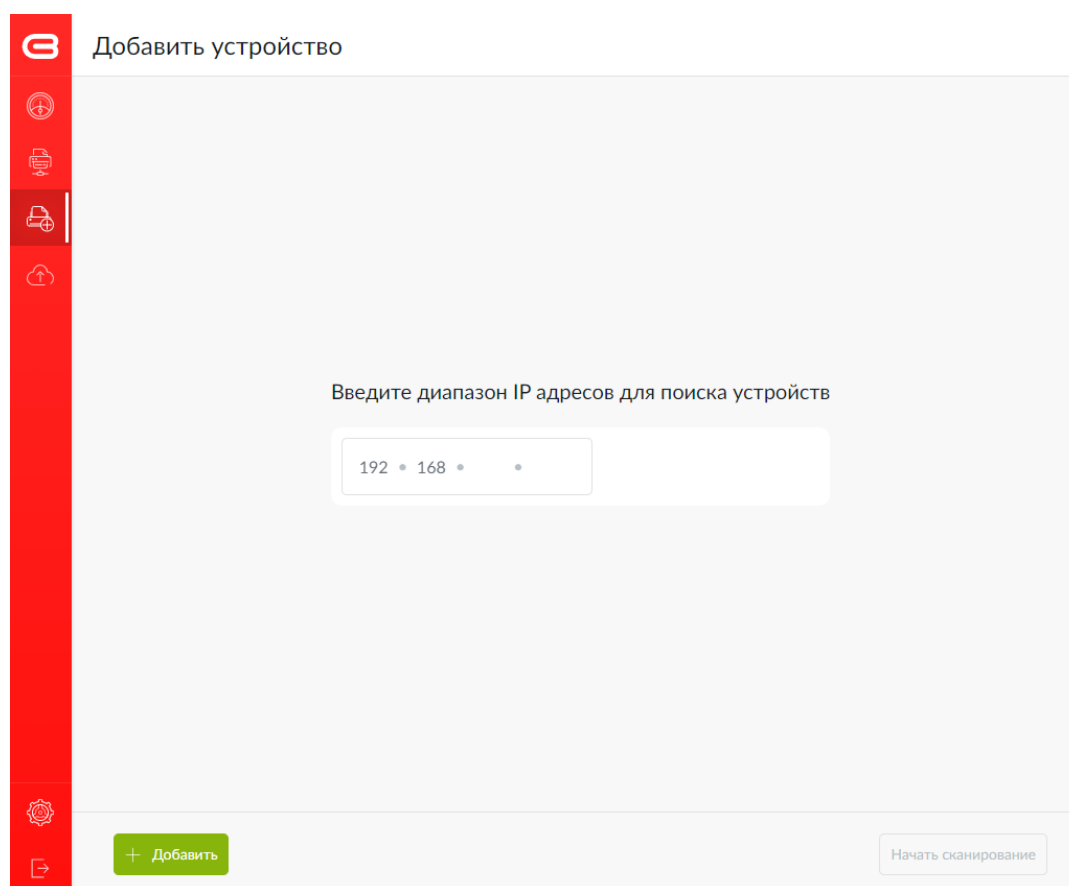 Добавить устройство
Введите диапазон IP адресов для поиска устройств
192 • 168 • •
+ Добавить
Начать сканирование